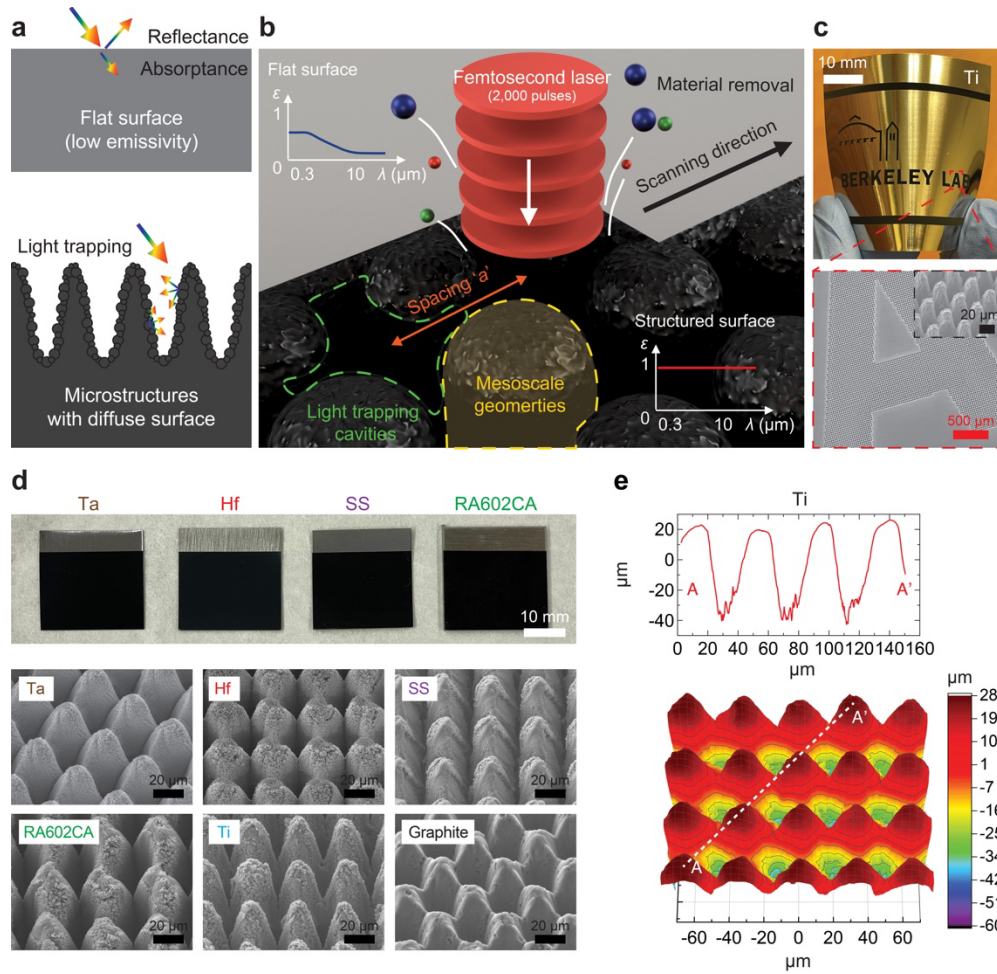 a
Reflectance
Absorptance
Flat surface
(low emissivity)
Light trapping
Microstructures
with diffuse surface
b
Flat surface
ε
1
0
0.3
10
λ (μm)
Femtosecond laser
(2,000 pulses)
Material removal
Scanning direction
Spacing 'a'
Light trapping
cavities
Mesoscale
geomerties
Structured surface
ε
1
0
0.3
10
λ (μm)
c
10 mm
Ti
BERKELEY LAB
20 μm
500 μm
d
Ta
Hf
SS
RA602CA
10 mm
Ta
20 μm
Hf
20 μm
SS
20 μm
RA602CA
20 μm
Ti
20 μm
Graphite
20 μm
e
Ti
μm
20
0
-20
-40
A
A'
0 20 40 60 80 100 120 140 160
μm
μm
28
19
10
1
-7
-16
-25
-34
-42
-51
-60
A'
A
-60 -40 -20 0 20 40 60
μm